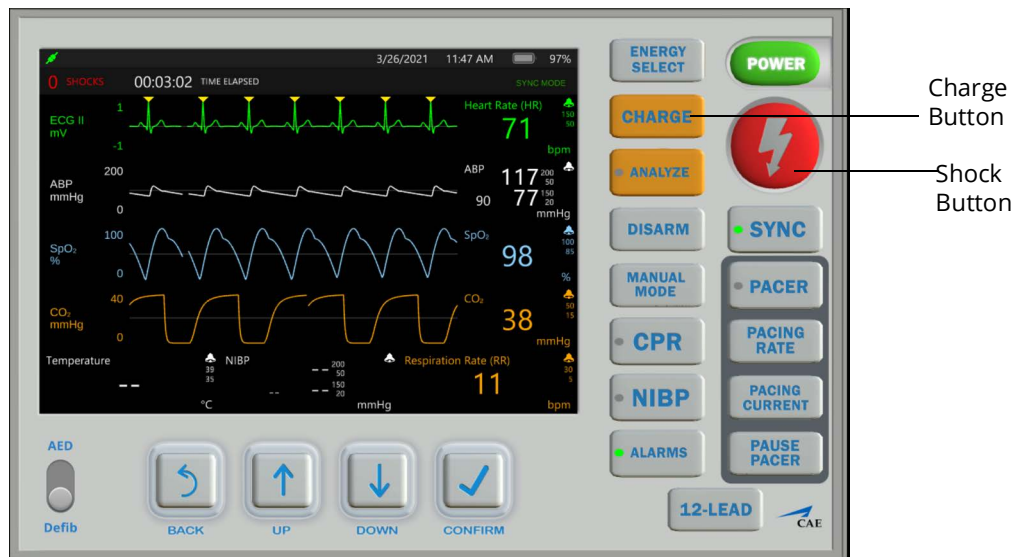 3/26/2021 11:47 AM 97%
0 SHOCKS 00:03:02 TIME ELAPSED SYNC MODE
ECG II
mV
1
-1
Heart Rate (HR)
71
150
50
bpm
ABP
mmHg
200
0
ABP
117
200
50
90 77
150
20
mmHg
SpO₂
%
100
0
SpO₂
98
100
85
%
CO₂
mmHg
40
0
CO₂
38
50
15
mmHg
Temperature
--
39
35
°C
NIBP
-- 200
50
-- -- 150
20
mmHg
Respiration Rate (RR)
11
30
5
bpm
ENERGY
SELECT
CHARGE
ANALYZE
DISARM
MANUAL
MODE
CPR
NIBP
ALARMS
POWER
SYNC
PACER
PACING
RATE
PACING
CURRENT
PAUSE
PACER
12-LEAD
CAE
AED
Defib
BACK
UP
DOWN
CONFIRM
Charge
Button
Shock
Button